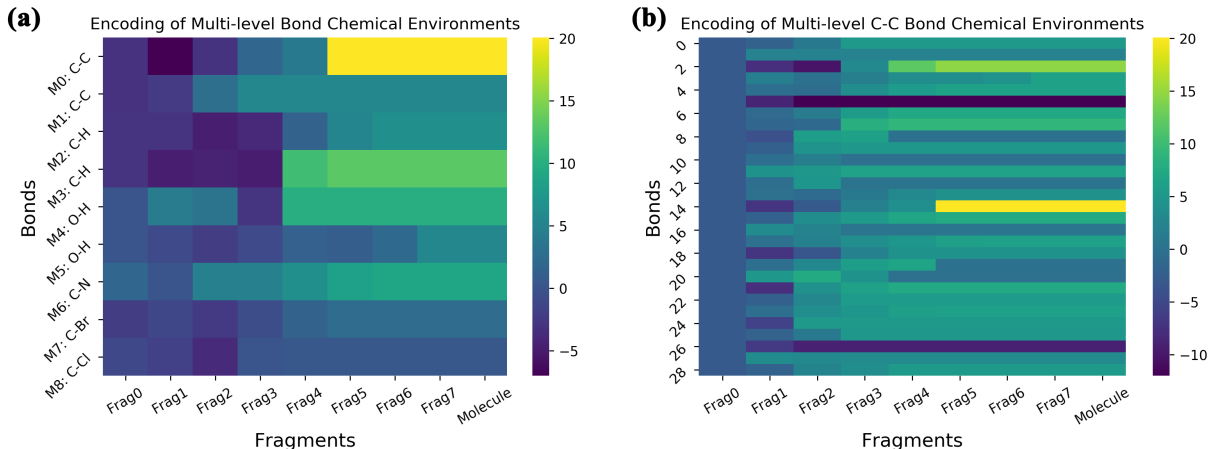 (a)
Encoding of Multi-level Bond Chemical Environments
Bonds
M0: C-C
M1: C-C
M2: C-H
M3: C-H
M4: O-H
M5: O-H
M6: C-N
M7: C-Br
M8: C-Cl
Frag0 Frag1 Frag2 Frag3 Frag4 Frag5 Frag6 Frag7 Molecule
Fragments
20
15
10
5
0
−5
(b)
Encoding of Multi-level C-C Bond Chemical Environments
Bonds
0
2
4
6
8
10
12
14
16
18
20
22
24
26
28
Frag0 Frag1 Frag2 Frag3 Frag4 Frag5 Frag6 Frag7 Molecule
Fragments
20
15
10
5
0
−5
−10